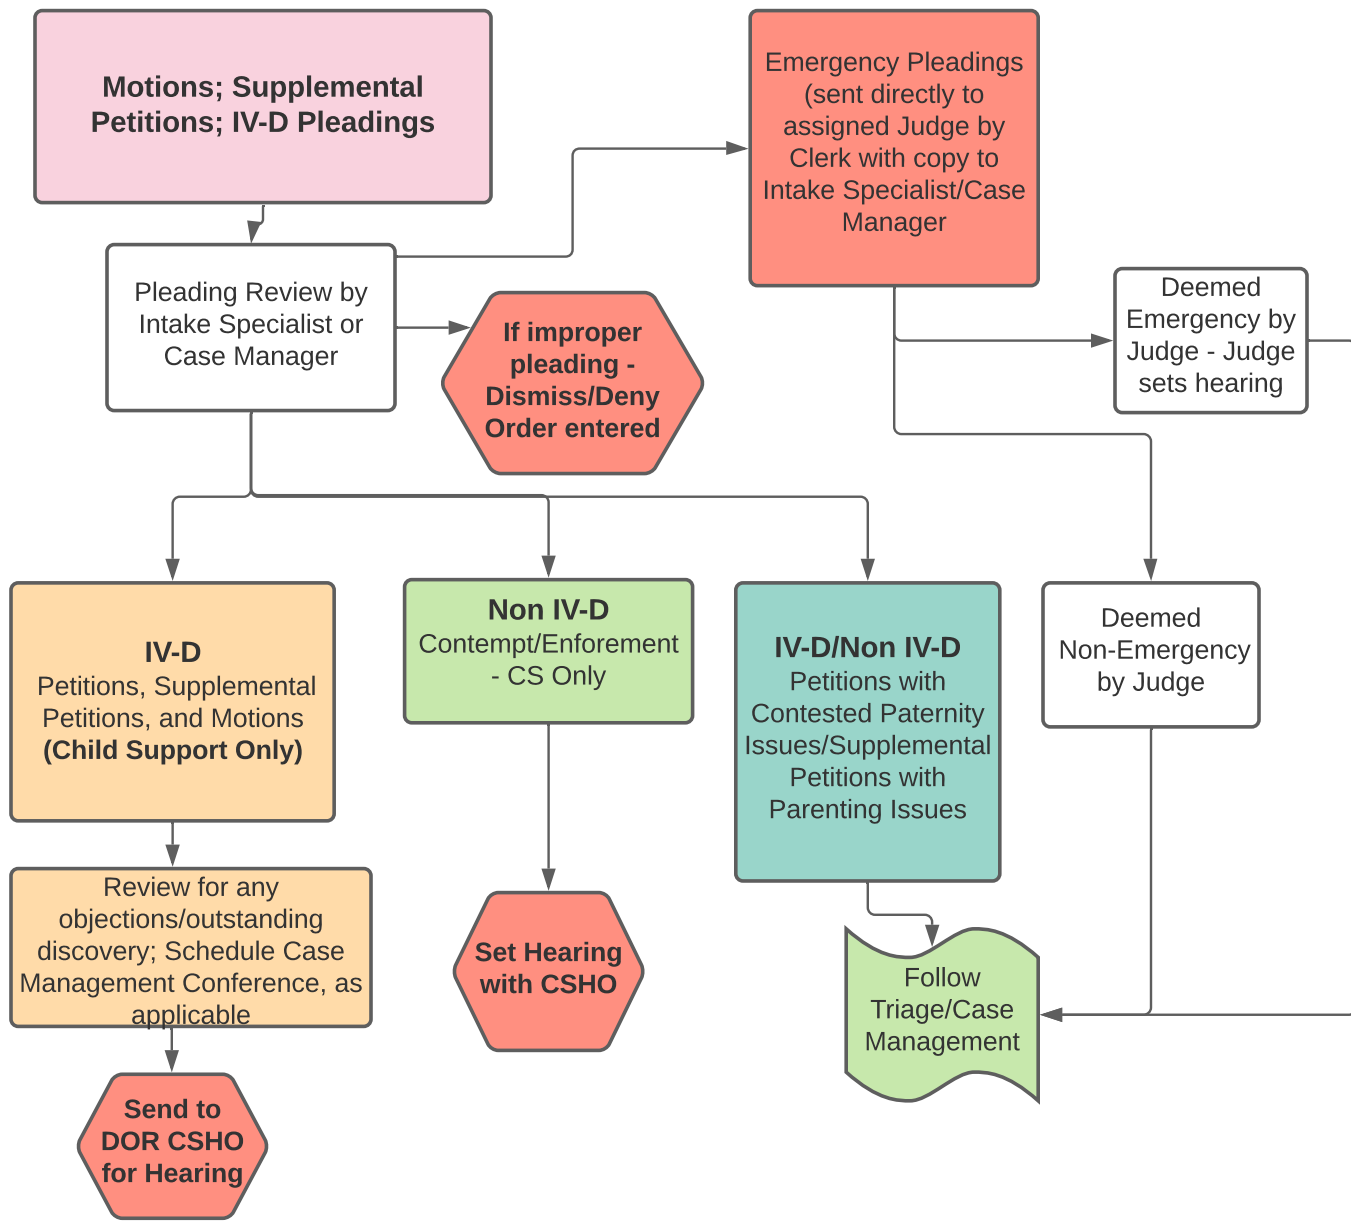 Motions; Supplemental
Petitions; IV-D Pleadings
Emergency Pleadings
(sent directly to
assigned Judge by
Clerk with copy to
Intake Specialist/Case
Manager
Pleading Review by
Intake Specialist or
Case Manager
If improper
pleading -
Dismiss/Deny
Order entered
Deemed
Emergency by
Judge - Judge
sets hearing
IV-D
Petitions, Supplemental
Petitions, and Motions
(Child Support Only)
Non IV-D
Contempt/Enforement
- CS Only
IV-D/Non IV-D
Petitions with
Contested Paternity
Issues/Supplemental
Petitions with
Parenting Issues
Deemed
Non-Emergency
by Judge
Review for any
objections/outstanding
discovery; Schedule Case
Management Conference, as
applicable
Set Hearing
with CSHO
Follow
Triage/Case
Management
Send to
DOR CSHO
for Hearing